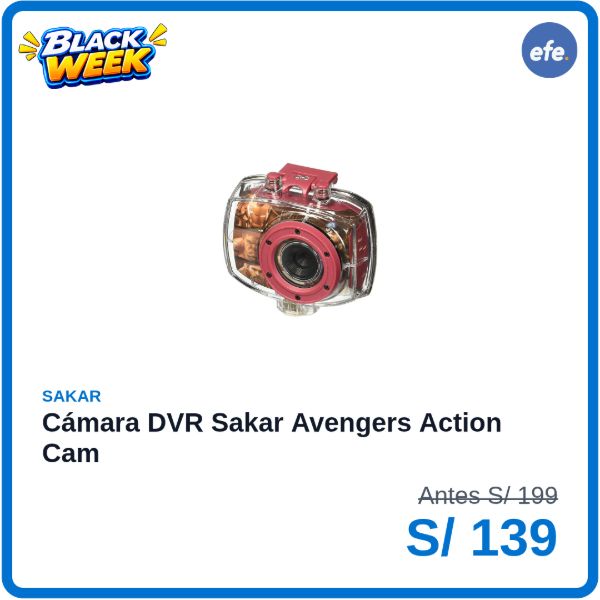 BLACK
WEEK
efe.
SAKAR
Cámara DVR Sakar Avengers Action
Cam
Antes S/ 199
S/ 139